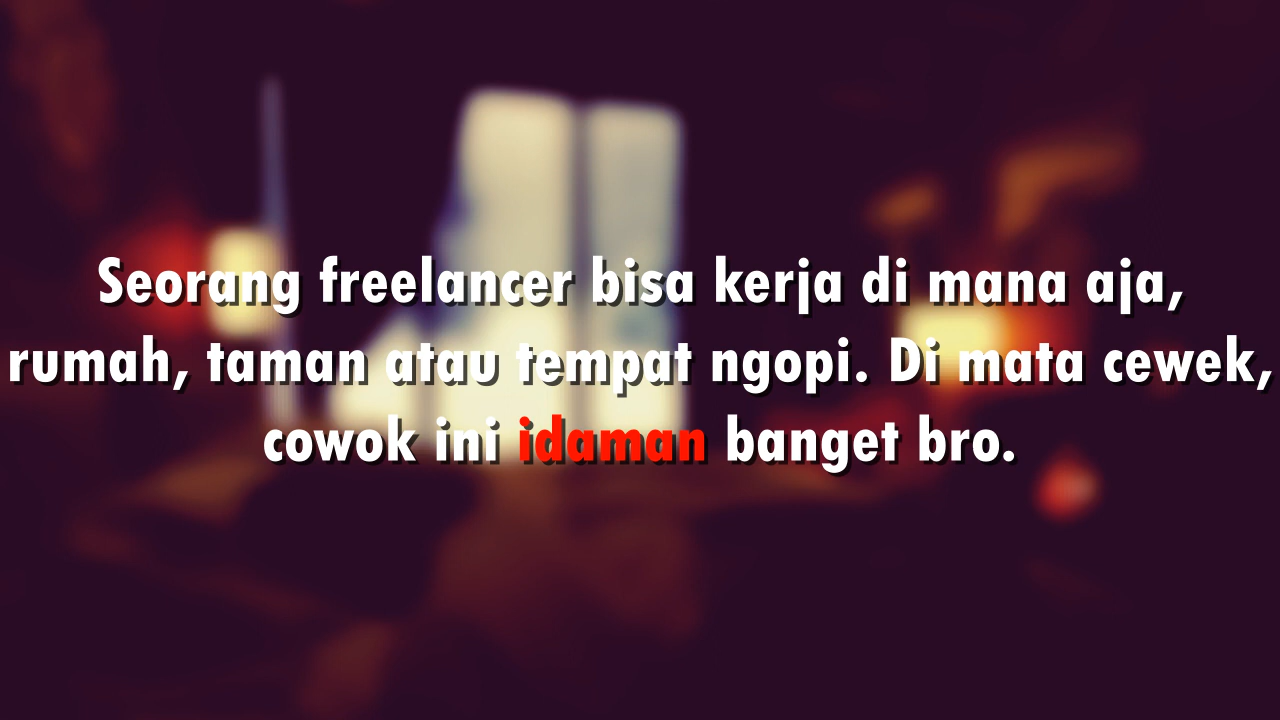 Seorang freelancer bisa kerja di mana aja,
rumah, taman atau tempat ngopi. Di mata cewek,
cowok ini idaman banget bro.